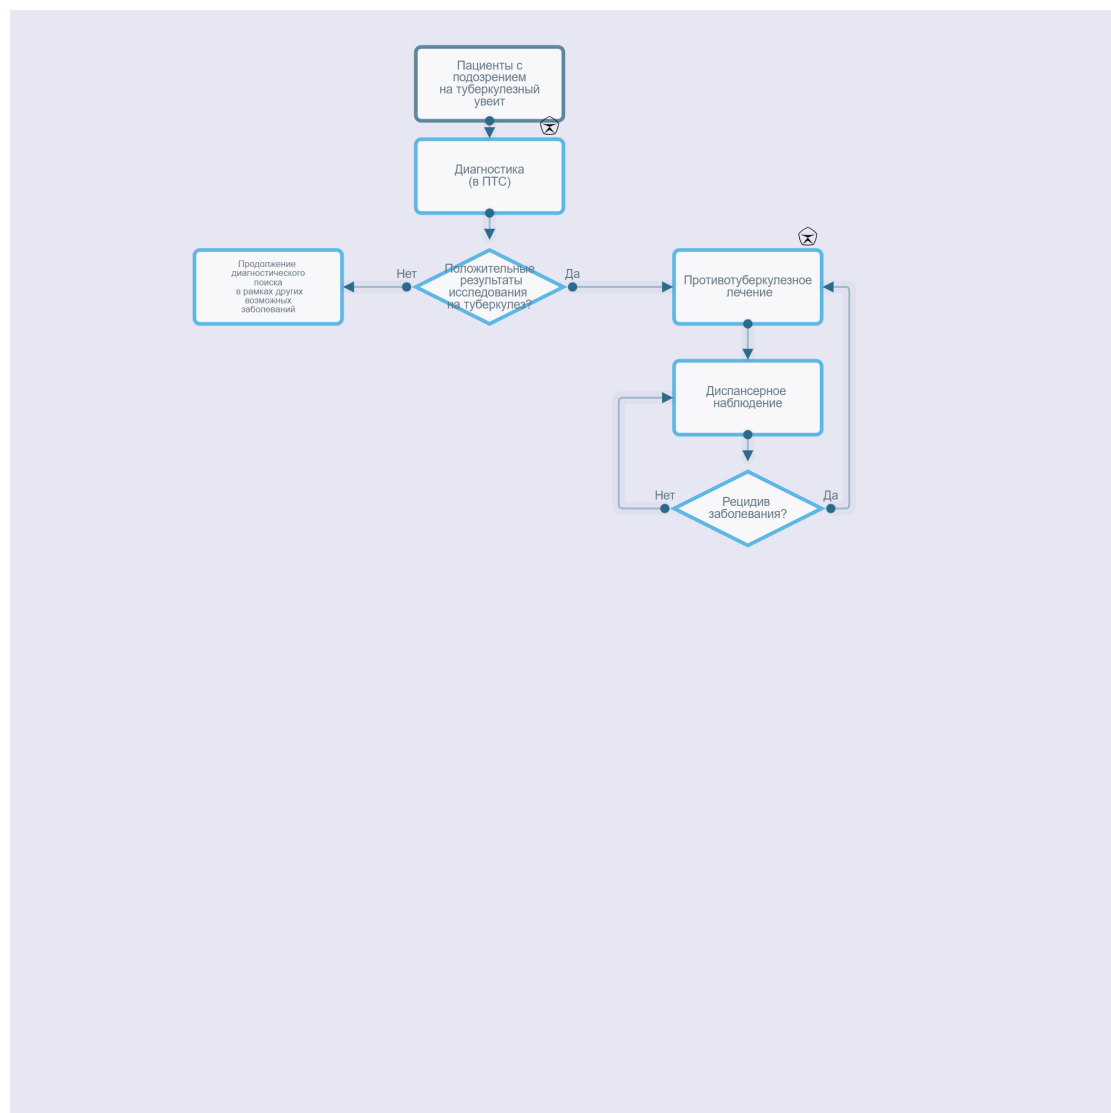 Пациенты с
подозрением
на туберкулезный
увеит
Диагностика
(в ПТС)
Продолжение
диагностического
поиска
в рамках других
возможных
заболеваний
Нет
Положительные
результаты
исследования
на туберкулез?
Да
Противотуберкулезное
лечение
Диспансерное
наблюдение
Нет
Рецидив
заболевания?
Да